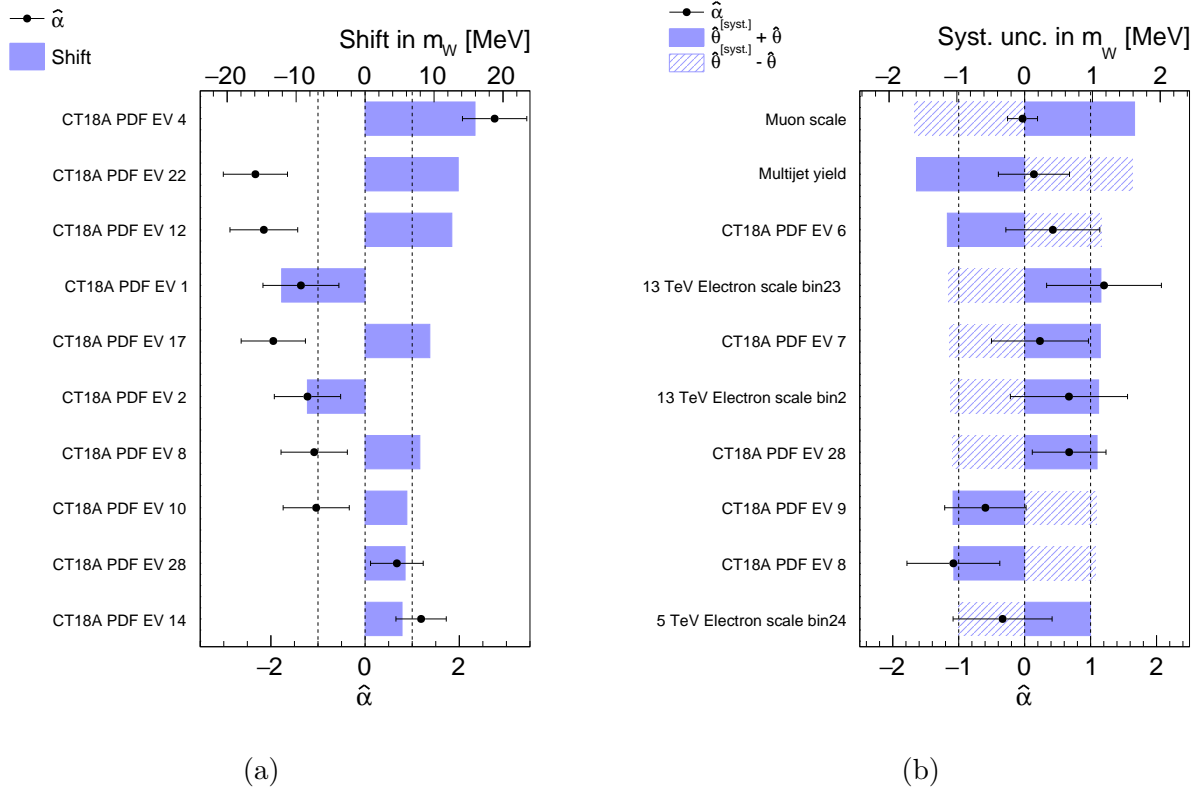 α̂
Shift
Shift in m_W [MeV]
−20 −10 0 10 20
CT18A PDF EV 4
CT18A PDF EV 22
CT18A PDF EV 12
CT18A PDF EV 1
CT18A PDF EV 17
CT18A PDF EV 2
CT18A PDF EV 8
CT18A PDF EV 10
CT18A PDF EV 28
CT18A PDF EV 14
−2 0 2
α̂
(a)
α̂
θ̂^[syst.] + θ̂
θ̂^[syst.] - θ̂
Syst. unc. in m_W [MeV]
−2 −1 0 1 2
Muon scale
Multijet yield
CT18A PDF EV 6
13 TeV Electron scale bin23
CT18A PDF EV 7
13 TeV Electron scale bin2
CT18A PDF EV 28
CT18A PDF EV 9
CT18A PDF EV 8
5 TeV Electron scale bin24
−2 −1 0 1 2
α̂
(b)